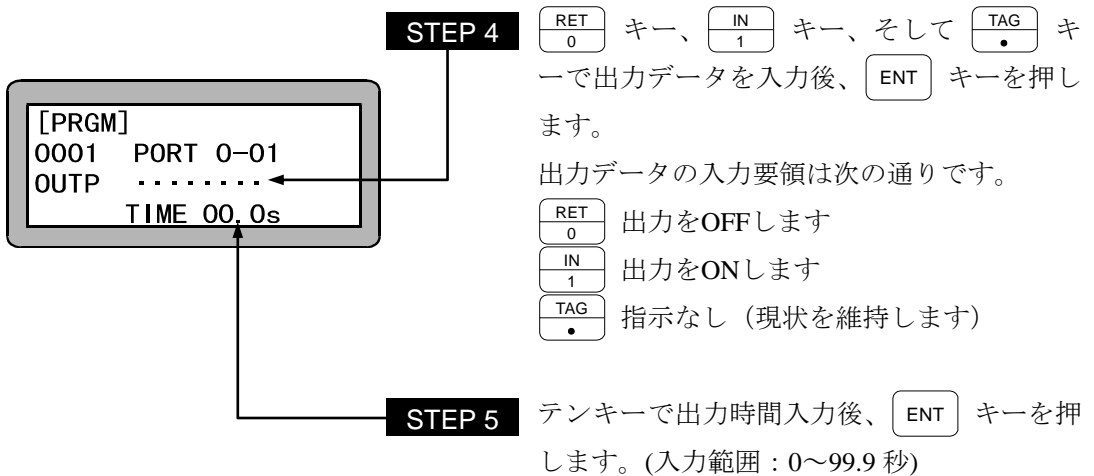 STEP 4
RET 0 キー、 IN 1 キー、そして TAG ● キ
ーで出力データを入力後、 ENT キーを押し
ます。
出力データの入力要領は次の通りです。
RET 0 出力をOFFします
IN 1 出力をONします
TAG ● 指示なし（現状を維持します）
[PRGM]
0001 PORT 0-01
OUTP ........
TIME 00.0s
STEP 5
テンキーで出力時間入力後、 ENT キーを押
します。(入力範囲：0～99.9 秒)